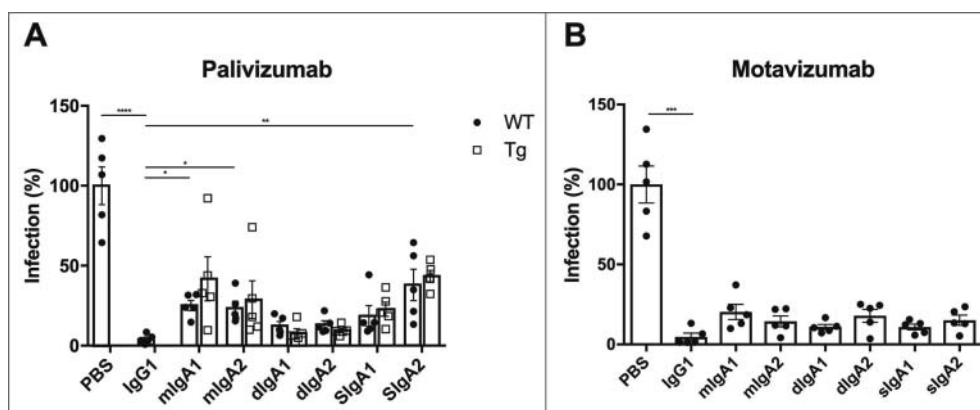 A
Palivizumab
Infection (%)
150
100
50
0
****
**
*
*
WT
Tg
PBS
IgG1
mIgA1
mIgA2
dIgA1
dIgA2
SIgA1
SIgA2
B
Motavizumab
Infection (%)
150
100
50
0
***
PBS
IgG1
mIgA1
mIgA2
dIgA1
dIgA2
sIgA1
sIgA2